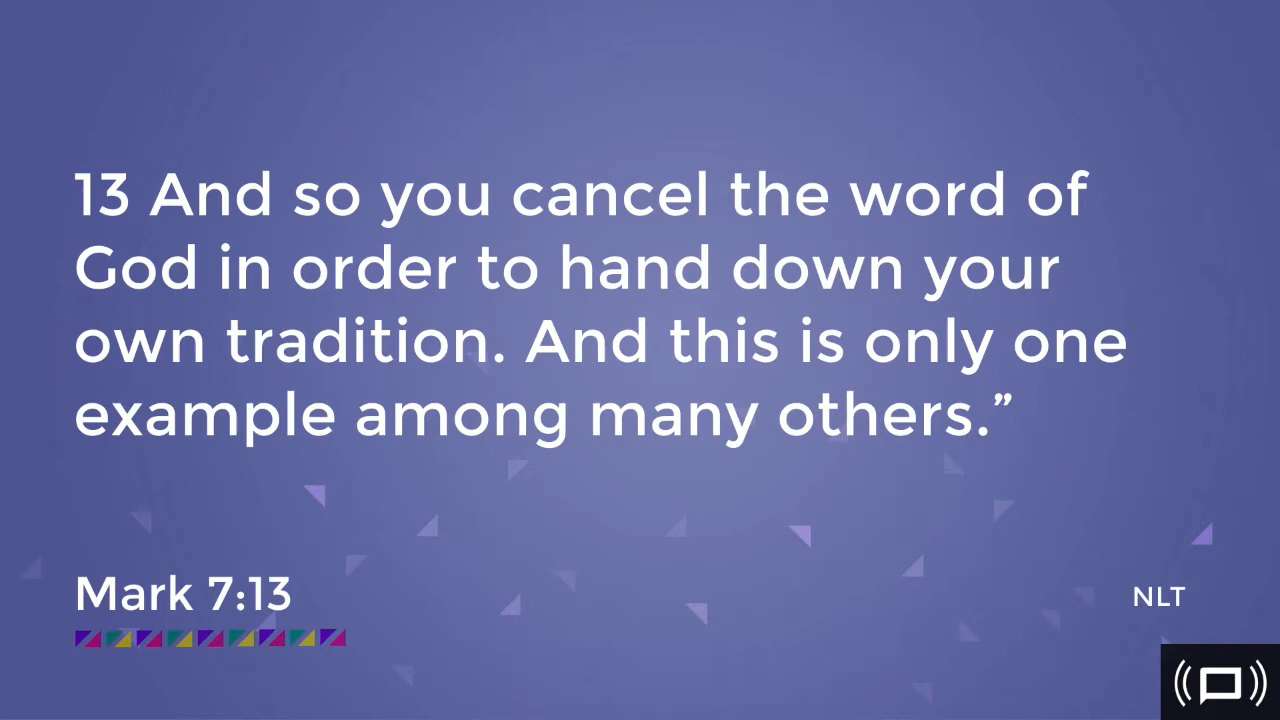 13 And so you cancel the word of
God in order to hand down your
own tradition. And this is only one
example among many others.”
Mark 7:13
NLT